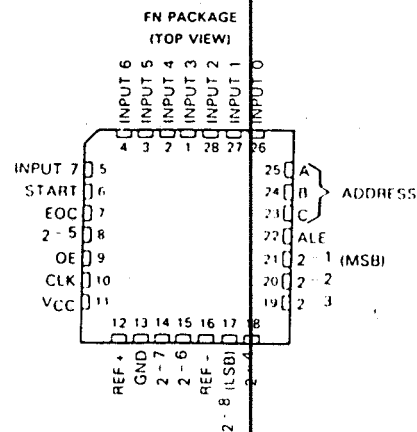 FN PACKAGE
(TOP VIEW)
INPUT 6
INPUT 5
INPUT 4
INPUT 3
INPUT 2
INPUT 1
INPUT 0
4 3 2 1 28 27 26
INPUT 7 5
START 6
EOC 7
2 - 5 8
OE 9
CLK 10
VCC 11
25 A
24 B
23 C
ADDRESS
22 ALE
21 2 - 1 (MSB)
20 2 - 2
19 2 3
12 13 14 15 16 17 18
REF +
GND
2 - 7
2 - 6
REF -
2 - 8 (LSB)
2 - 4